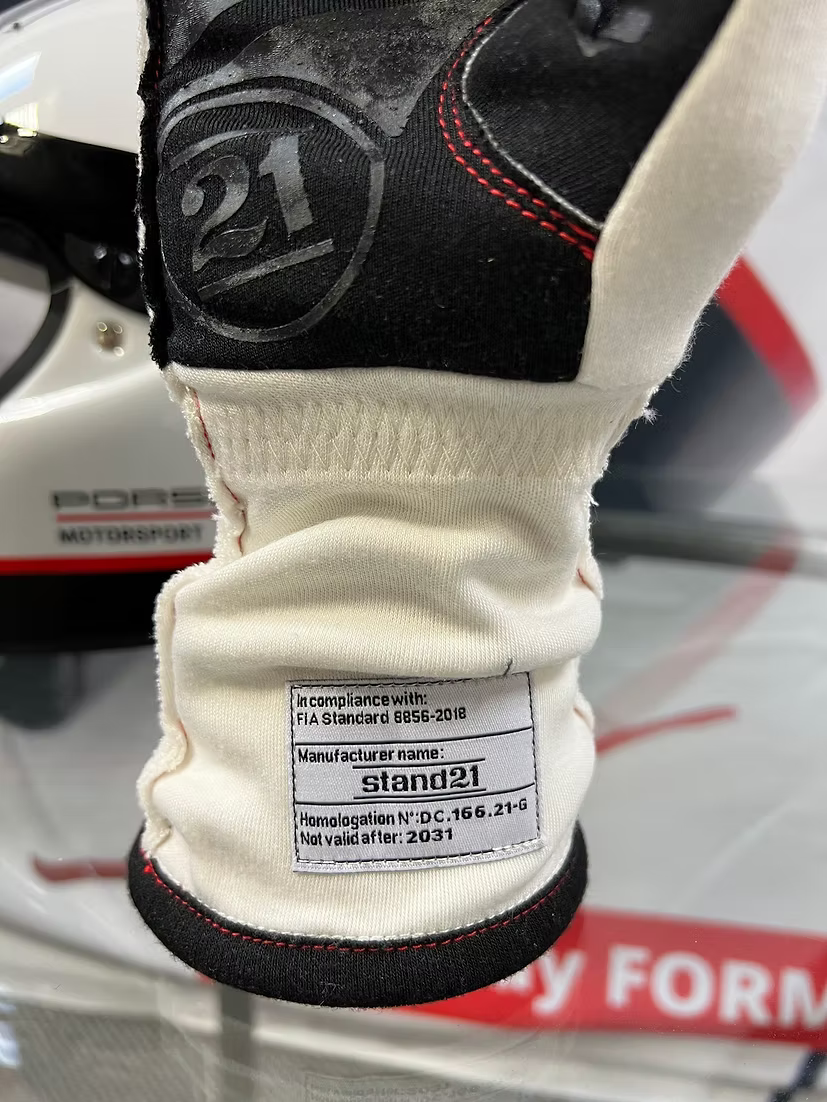 21
PORS
MOTORSPORT
In compliance with:
FIA Standard 8856-2018
Manufacturer name:
stand21
Homologation N°:DC.166.21-G
Not valid after: 2031
y FORM